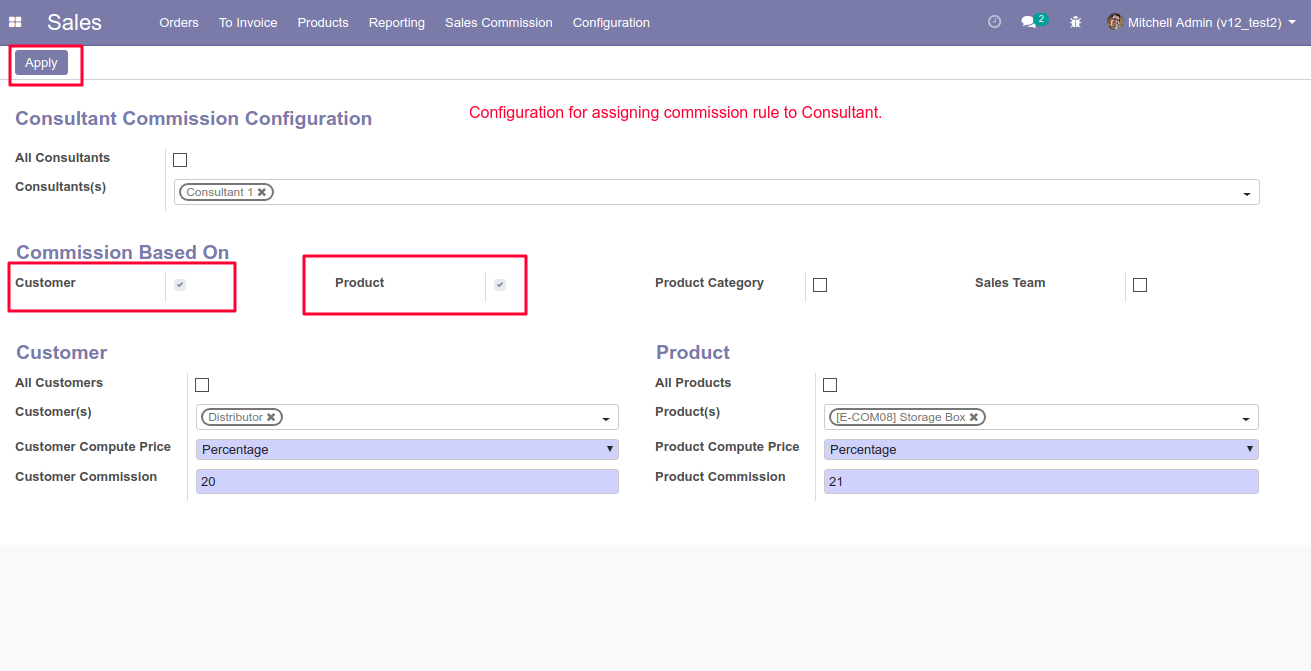 Sales Orders To Invoice Products Reporting Sales Commission Configuration 2 Mitchell Admin (v12_test2)
Apply
Configuration for assigning commission rule to Consultant.
Consultant Commission Configuration
All Consultants
Consultants(s) Consultant 1
Commission Based On
Customer Product Product Category Sales Team
Customer Product
All Customers All Products
Customer(s) Distributor Product(s) [E-COM08] Storage Box
Customer Compute Price Percentage Product Compute Price Percentage
Customer Commission 20 Product Commission 21